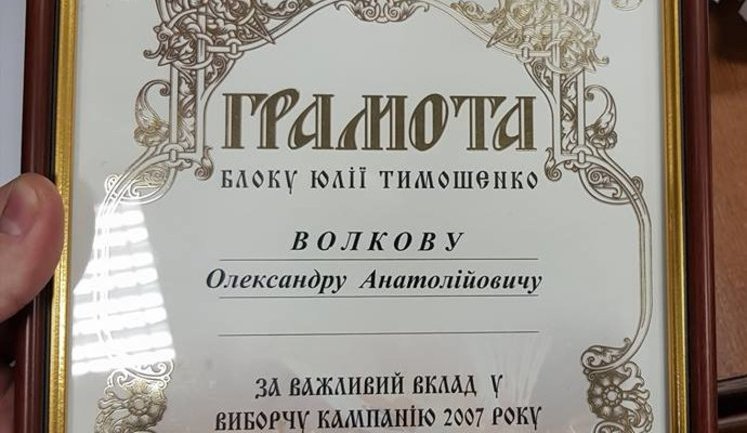 ГРАМОТА
БЛОКУ ЮЛІЇ ТИМОШЕНКО
ВОЛКОВУ
Олександру Анатолійовичу
ЗА ВАЖЛИВИЙ ВКЛАД У
ВИБОРЧУ КАМПАНІЮ 2007 РОКУ